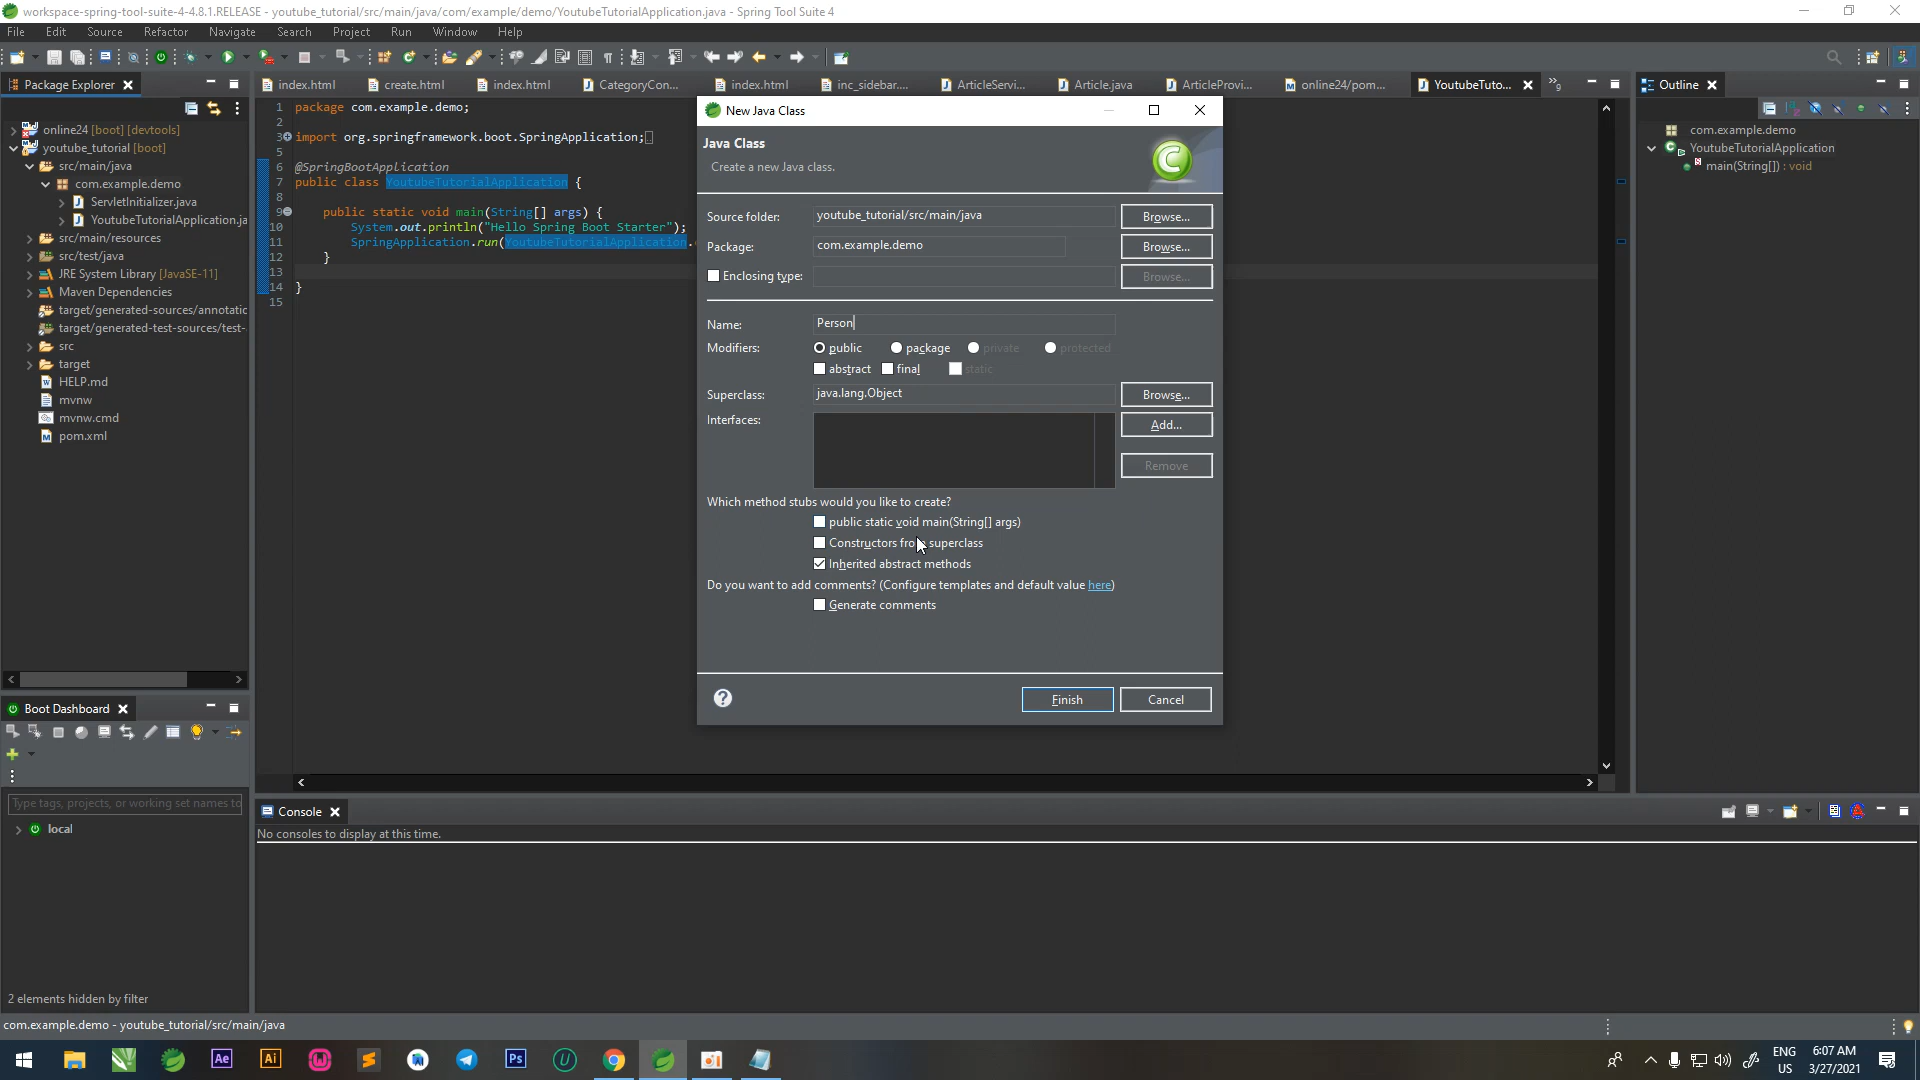 workspace-spring-tool-suite-4-4.8.1.RELEASE - youtube_tutorial/src/main/java/com/example/demo/YoutubeTutorialApplication.java - Spring Tool Suite 4
File Edit Source Refactor Navigate Search Project Run Window Help
Package Explorer
index.html create.html index.html CategoryCon... index.html inc_sidebar.... ArticleServi... Article.java ArticleProvi... online24/pom... YoutubeTuto... 9
Outline
online24 [boot] [devtools]
youtube_tutorial [boot]
src/main/java
com.example.demo
ServletInitializer.java
YoutubeTutorialApplication.ja
src/main/resources
src/test/java
JRE System Library [JavaSE-11]
Maven Dependencies
target/generated-sources/annotatic
target/generated-test-sources/test-
src
target
HELP.md
mvnw
mvnw.cmd
pom.xml
1 package com.example.demo;
2
3 import org.springframework.boot.SpringApplication;
5
6 @SpringBootApplication
7 public class YoutubeTutorialApplication {
8
9 public static void main(String[] args) {
10 System.out.println("Hello Spring Boot Starter");
11 SpringApplication.run(YoutubeTutorialApplication.
12 }
13
14 }
15
New Java Class
Java Class
Create a new Java class.
Source folder: youtube_tutorial/src/main/java Browse...
Package: com.example.demo Browse...
Enclosing type: Browse...
Name: Person
Modifiers: public package private protected
abstract final static
Superclass: java.lang.Object Browse...
Interfaces: Add...
Remove
Which method stubs would you like to create?
public static void main(String[] args)
Constructors from superclass
Inherited abstract methods
Do you want to add comments? (Configure templates and default value here)
Generate comments
Finish Cancel
com.example.demo
YoutubeTutorialApplication
main(String[]) : void
Boot Dashboard
Type tags, projects, or working set names to
local
2 elements hidden by filter
Console
No consoles to display at this time.
com.example.demo - youtube_tutorial/src/main/java
Ae Ai Ps
ENG
US
6:07 AM
3/27/2021